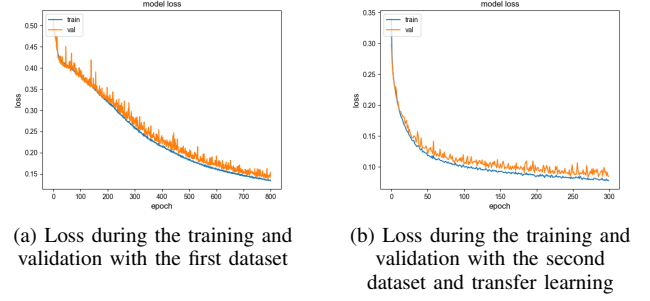 model loss
train
val
0.50
0.45
0.40
0.35
0.30
0.25
0.20
0.15
loss
0 100 200 300 400 500 600 700 800
epoch
(a) Loss during the training and
validation with the first dataset
model loss
train
val
0.35
0.30
0.25
0.20
0.15
0.10
loss
0 50 100 150 200 250 300
epoch
(b) Loss during the training and
validation with the second
dataset and transfer learning